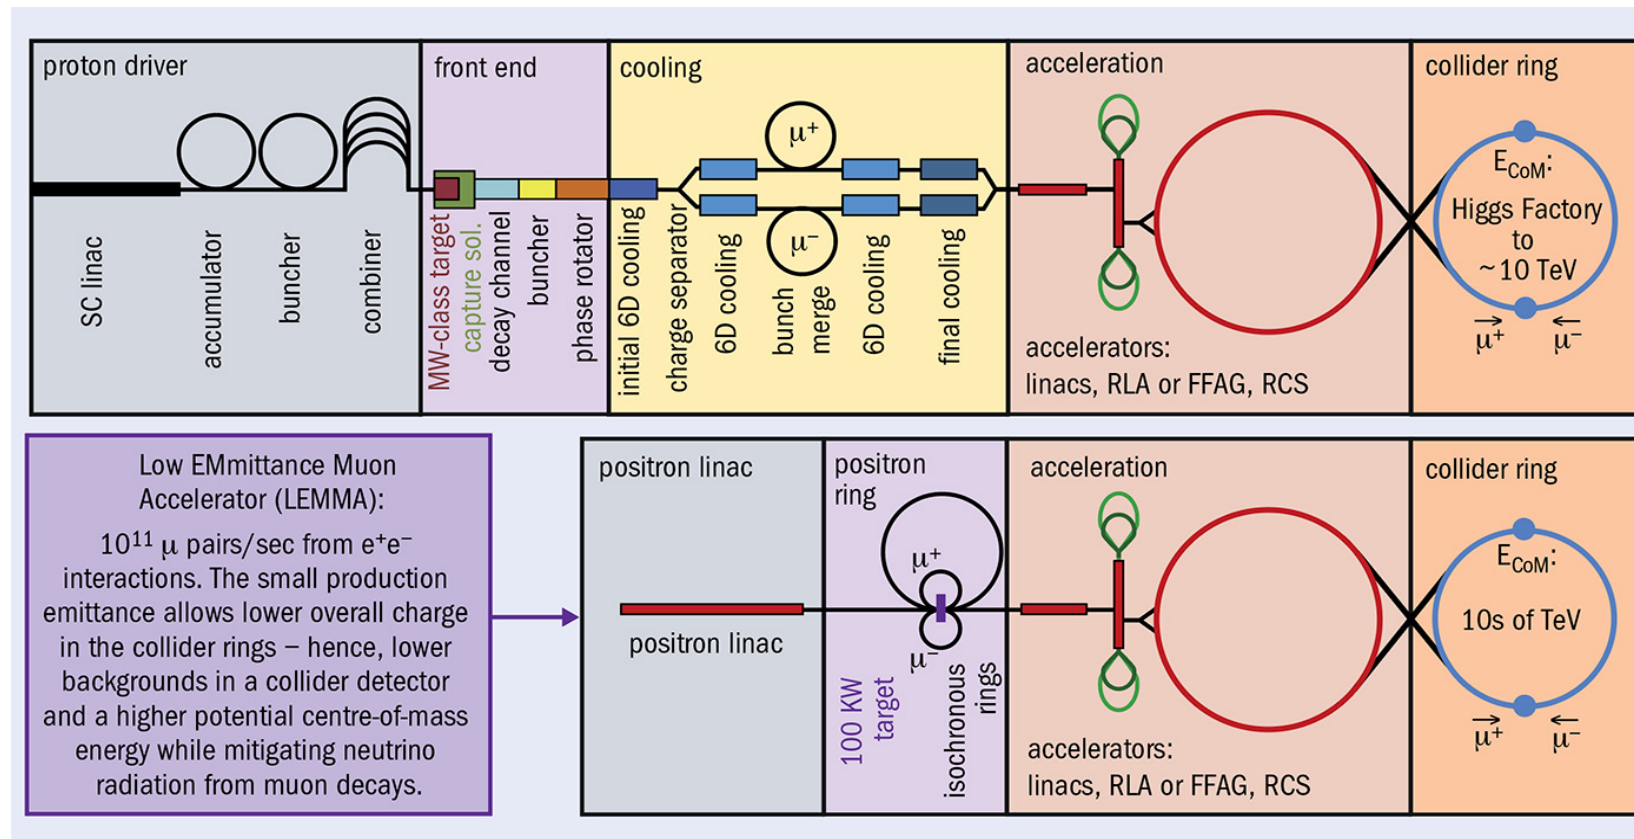 proton driver
front end
cooling
acceleration
collider ring
μ⁺
μ⁻
E_CoM:
Higgs Factory
to
~10 TeV
μ⁺ μ⁻
SC linac
accumulator
buncher
combiner
MW-class target
capture sol.
decay channel
buncher
phase rotator
initial 6D cooling
charge separator
6D cooling
bunch
merge
6D cooling
final cooling
accelerators:
linacs, RLA or FFAG, RCS
Low EMmittance Muon
Accelerator (LEMMA):
10¹¹ μ pairs/sec from e⁺e⁻
interactions. The small production
emittance allows lower overall charge
in the collider rings – hence, lower
backgrounds in a collider detector
and a higher potential centre-of-mass
energy while mitigating neutrino
radiation from muon decays.
positron linac
positron
ring
acceleration
collider ring
positron linac
μ⁺
μ⁻
100 KW
target
isochronous
rings
accelerators:
linacs, RLA or FFAG, RCS
E_CoM:
10s of TeV
μ⁺ μ⁻